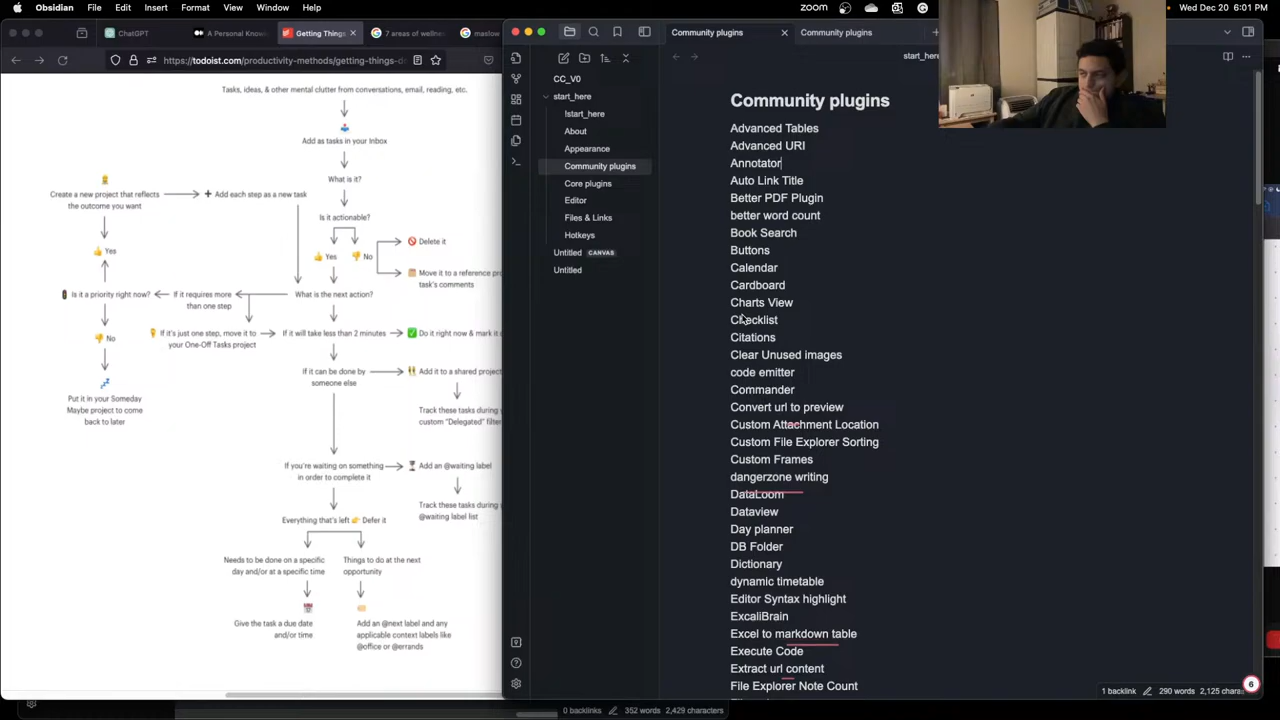 Obsidian File Edit Format View Window Help
zoom Wed Dec 20 6:01 PM
ChatGPT
A Personal Know
Getting Things
7 areas of wellne
maslow
https://todoist.com/productivity-methods/getting-things-d
Tasks, ideas, & other mental clutter from conversations, email, reading, etc.
Add as tasks in your Inbox
What is it?
Create a new project that reflects
the outcome you want
Add each step as a new task
Is it actionable?
Yes
Yes
No
Delete it
Move it to a reference pro
task's comments
Is it a priority right now?
If it requires more
than one step
What is the next action?
No
If it's just one step, move it to
your One-Off Tasks project
If it will take less than 2 minutes
Do it right now & mark it
If it can be done by
someone else
Add it to a shared project
Put it in your Someday
Maybe project to come
back to later
Track these tasks during y
custom "Delegated" filter
If you're waiting on something
in order to complete it
Add an @waiting label
Track these tasks during
@waiting label list
Everything that's left
Defer it
Needs to be done on a specific
day and/or at a specific time
Things to do at the next
opportunity
Give the task a due date
and/or time
Add an @next label and any
applicable context labels like
@office or @errands
Community plugins
Community plugins
start_here
CC_V0
start_here
!start_here
About
Appearance
Community plugins
Core plugins
Editor
Files & Links
Hotkeys
Untitled CANVAS
Untitled
Community plugins
Advanced Tables
Advanced URI
Annotator
Auto Link Title
Better PDF Plugin
better word count
Book Search
Buttons
Calendar
Cardboard
Charts View
Checklist
Citations
Clear Unused images
code emitter
Commander
Convert url to preview
Custom Attachment Location
Custom File Explorer Sorting
Custom Frames
dangerzone writing
DataLoom
Dataview
Day planner
DB Folder
Dictionary
dynamic timetable
Editor Syntax highlight
ExcaliBrain
Excel to markdown table
Execute Code
Extract url content
File Explorer Note Count
1 backlink 290 words 2,125 chara
6
0 backlinks 352 words 2,429 characters